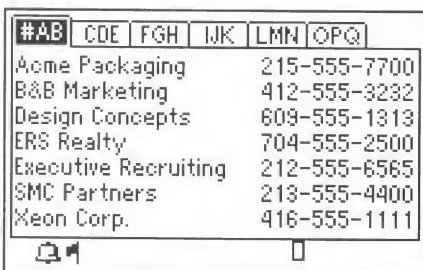 #AB CDE FGH IJK LMN OPQ
Acme Packaging 215-555-7700
B&B Marketing 412-555-3232
Design Concepts 609-555-1313
ERS Realty 704-555-2500
Executive Recruiting 212-555-6565
SMC Partners 213-555-4400
Xeon Corp. 416-555-1111